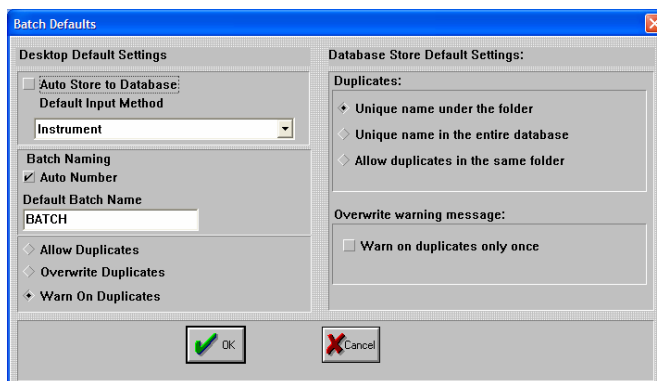 Batch Defaults
Desktop Default Settings
Auto Store to Database
Default Input Method
Instrument
Batch Naming
Auto Number
Default Batch Name
BATCH
Allow Duplicates
Overwrite Duplicates
Warn On Duplicates
Database Store Default Settings:
Duplicates:
Unique name under the folder
Unique name in the entire database
Allow duplicates in the same folder
Overwrite warning message:
Warn on duplicates only once
OK
Cancel